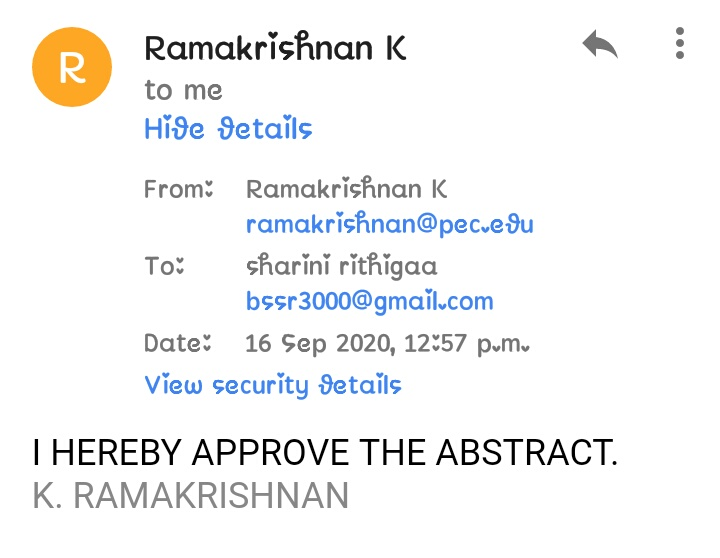 R
Ramakrishnan K
to me
Hide details
From: Ramakrishnan K
ramakrishnan@pec.edu
To: sharini rithigaa
bssr3000@gmail.com
Date: 16 Sep 2020, 12:57 p.m.
View security details
I HEREBY APPROVE THE ABSTRACT.
K. RAMAKRISHNAN